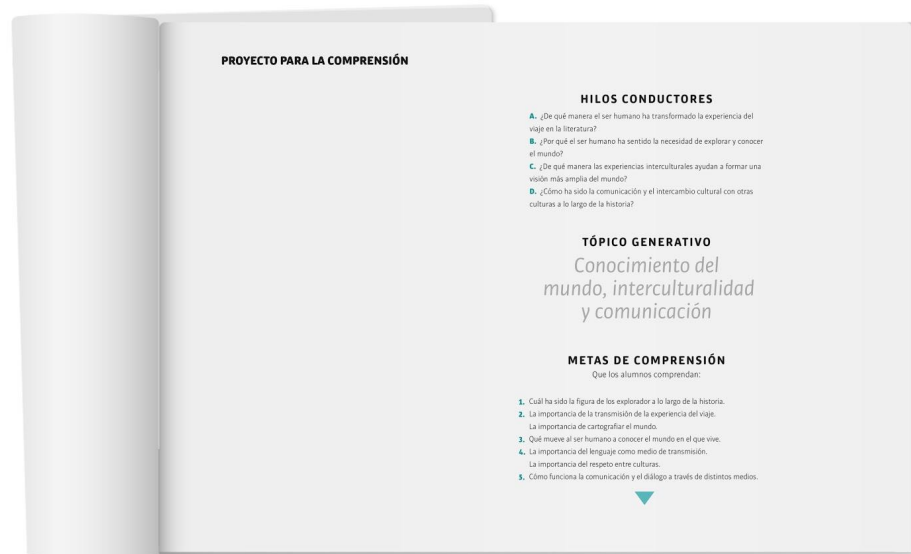 PROYECTO PARA LA COMPRENSIÓN
HILOS CONDUCTORES
A. ¿De qué manera el ser humano ha transformado la experiencia del
viaje en la literatura?
B. ¿Por qué el ser humano ha sentido la necesidad de explorar y conocer
el mundo?
C. ¿De qué manera las experiencias interculturales ayudan a formar una
visión más amplia del mundo?
D. ¿Cómo ha sido la comunicación y el intercambio cultural con otras
culturas a lo largo de la historia?
TÓPICO GENERATIVO
Conocimiento del
mundo, interculturalidad
y comunicación
METAS DE COMPRENSIÓN
Que los alumnos comprendan:
1. Cuál ha sido la figura de los explorador a lo largo de la historia.
2. La importancia de la transmisión de la experiencia del viaje.
La importancia de cartografiar el mundo.
3. Qué mueve al ser humano a conocer el mundo en el que vive.
4. La importancia del lenguaje como medio de transmisión.
La importancia del respeto entre culturas.
5. Cómo funciona la comunicación y el diálogo a través de distintos medios.